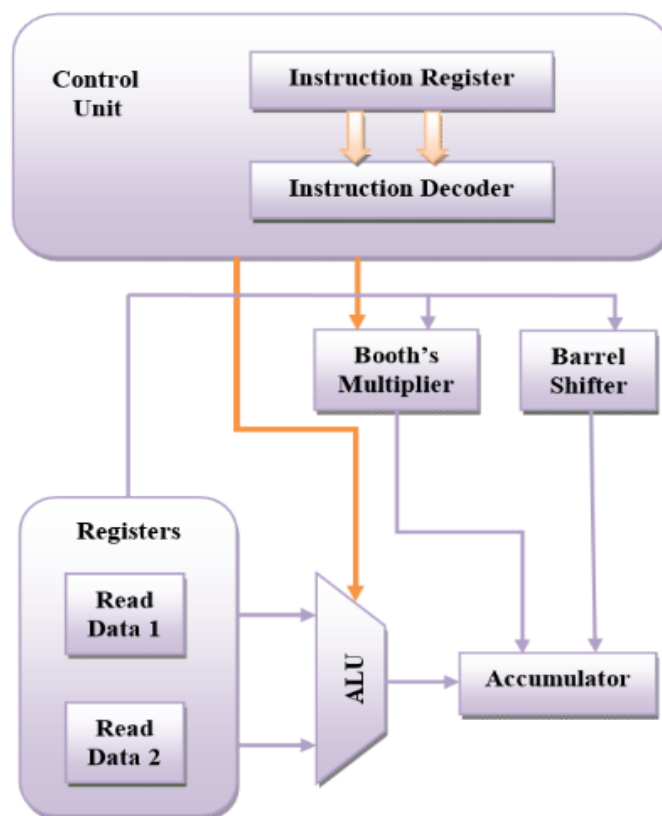 Control
Unit
Instruction Register
Instruction Decoder
Booth's
Multiplier
Barrel
Shifter
Registers
Read
Data 1
ALU
Accumulator
Read
Data 2